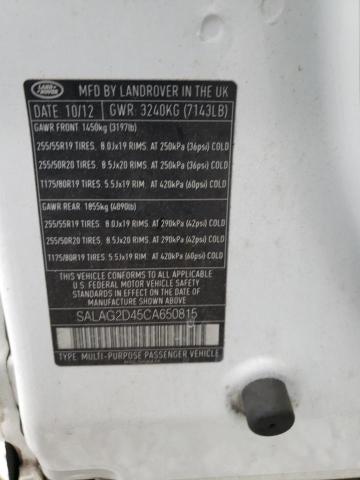 LAND ROVER
MFD BY LANDROVER IN THE UK
DATE: 10/12 GWR: 3240KG (7143LB)
GAWR FRONT: 1450kg (3197lb)
255/55R19 TIRES. 8.0Jx19 RIMS. AT 250kPa (36psi) COLD
255/50R20 TIRES. 8.5Jx20 RIMS. AT 250kPa (36psi) COLD
T175/80R19 TIRES. 5.5Jx19 RIM. AT 420kPa (60psi) COLD
GAWR REAR: 1855kg (4090lb)
255/55R19 TIRES. 8.0Jx19 RIMS. AT 290kPa (42psi) COLD
255/50R20 TIRES. 8.5Jx20 RIMS. AT 290kPa (42psi) COLD
T175/80R19 TIRES. 5.5Jx19 RIM. AT 420kPa (60psi) COLD
THIS VEHICLE CONFORMS TO ALL APPLICABLE
U.S. FEDERAL MOTOR VEHICLE SAFETY
STANDARDS IN EFFECT ON THE DATE OF
MANUFACTURE SHOWN ABOVE
SALAG2D45CA650815
TYPE: MULTI-PURPOSE PASSENGER VEHICLE